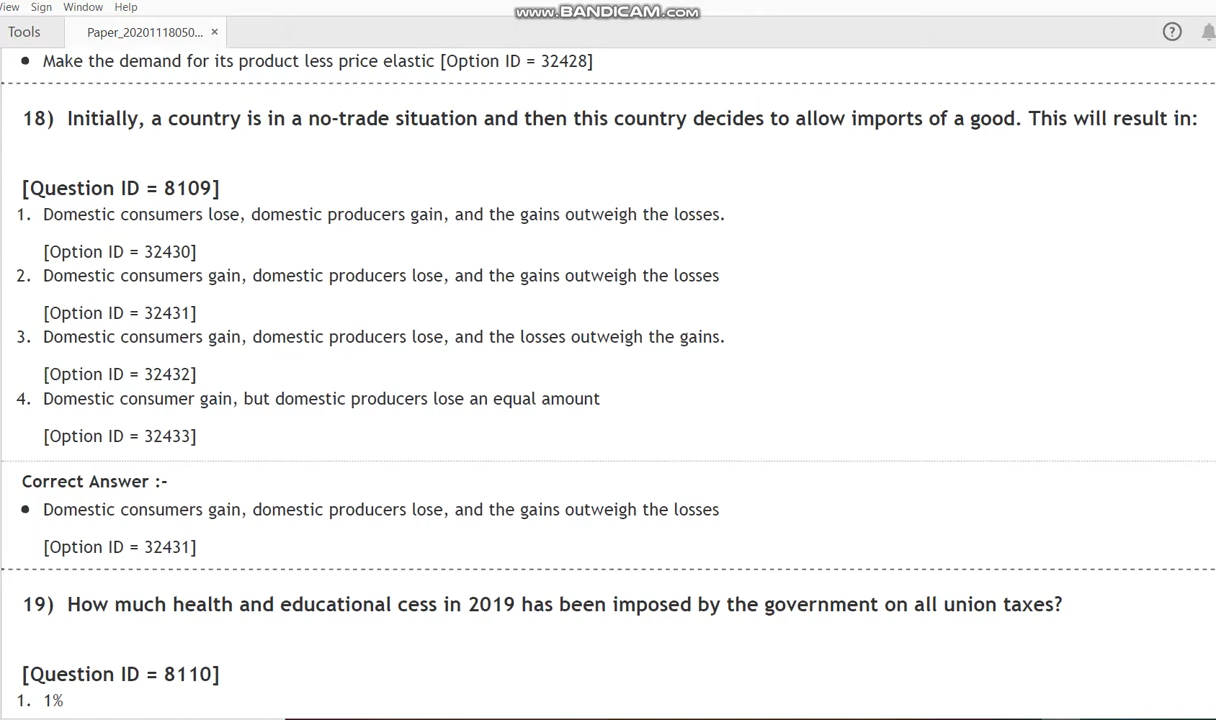 View Sign Window Help
www.BANDICAM.com
Tools Paper_20201118050... ×
• Make the demand for its product less price elastic [Option ID = 32428]
18) Initially, a country is in a no-trade situation and then this country decides to allow imports of a good. This will result in:
[Question ID = 8109]
1. Domestic consumers lose, domestic producers gain, and the gains outweigh the losses.
[Option ID = 32430]
2. Domestic consumers gain, domestic producers lose, and the gains outweigh the losses
[Option ID = 32431]
3. Domestic consumers gain, domestic producers lose, and the losses outweigh the gains.
[Option ID = 32432]
4. Domestic consumer gain, but domestic producers lose an equal amount
[Option ID = 32433]
Correct Answer :-
• Domestic consumers gain, domestic producers lose, and the gains outweigh the losses
[Option ID = 32431]
19) How much health and educational cess in 2019 has been imposed by the government on all union taxes?
[Question ID = 8110]
1. 1%